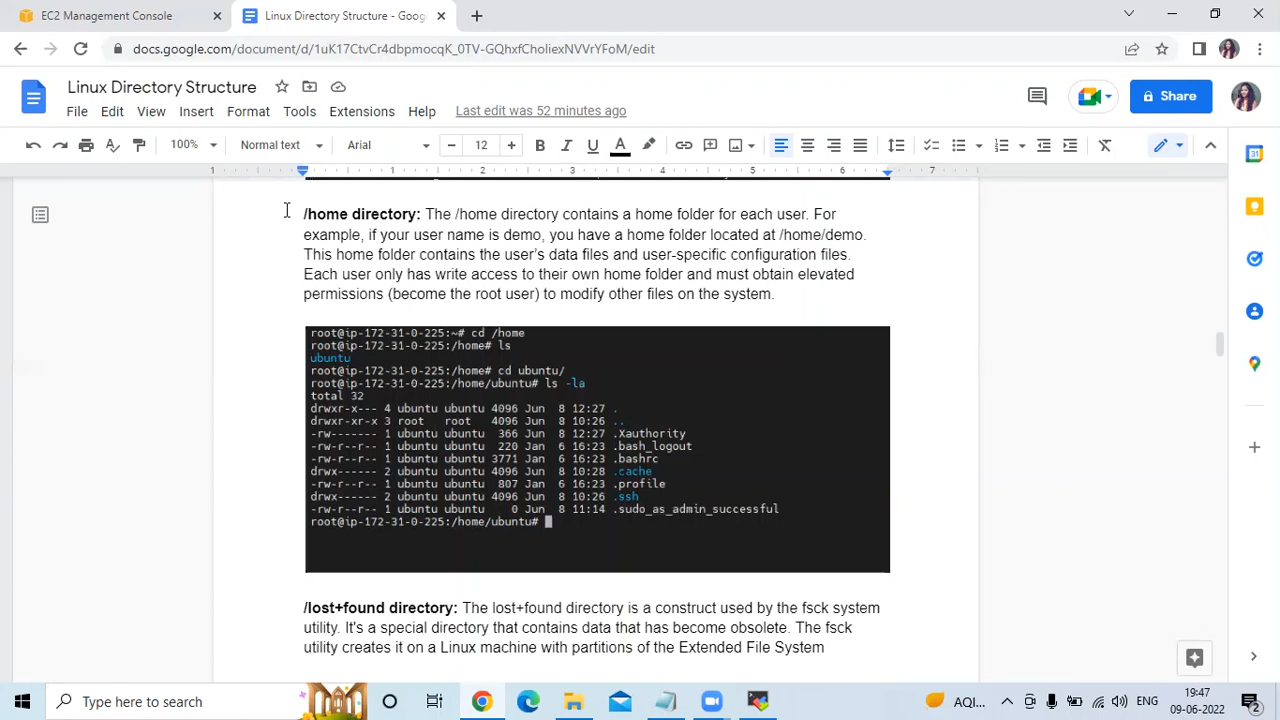 EC2 Management Console
Linux Directory Structure - Goog
docs.google.com/document/d/1uK17CtvCr4dbpmocqK_0TV-GQhxfCholiexNVVrYFoM/edit
Linux Directory Structure
File Edit View Insert Format Tools Extensions Help Last edit was 52 minutes ago
Share
100% Normal text Arial 12
1 1 2 3 4 5 6 7
/home directory: The /home directory contains a home folder for each user. For
example, if your user name is demo, you have a home folder located at /home/demo.
This home folder contains the user's data files and user-specific configuration files.
Each user only has write access to their own home folder and must obtain elevated
permissions (become the root user) to modify other files on the system.
root@ip-172-31-0-225:~# cd /home
root@ip-172-31-0-225:/home# ls
ubuntu
root@ip-172-31-0-225:/home# cd ubuntu/
root@ip-172-31-0-225:/home/ubuntu# ls -la
total 32
drwxr-x--- 4 ubuntu ubuntu 4096 Jun 8 12:27 .
drwxr-xr-x 3 root root 4096 Jun 8 10:26 ..
-rw------- 1 ubuntu ubuntu 366 Jun 8 12:27 .Xauthority
-rw-r--r-- 1 ubuntu ubuntu 220 Jan 6 16:23 .bash_logout
-rw-r--r-- 1 ubuntu ubuntu 3771 Jan 6 16:23 .bashrc
drwx------ 2 ubuntu ubuntu 4096 Jun 8 10:28 .cache
-rw-r--r-- 1 ubuntu ubuntu 807 Jan 6 16:23 .profile
drwx------ 2 ubuntu ubuntu 4096 Jun 8 10:26 .ssh
-rw-r--r-- 1 ubuntu ubuntu 0 Jun 8 11:14 .sudo_as_admin_successful
root@ip-172-31-0-225:/home/ubuntu#
/lost+found directory: The lost+found directory is a construct used by the fsck system
utility. It's a special directory that contains data that has become obsolete. The fsck
utility creates it on a Linux machine with partitions of the Extended File System
Type here to search
AQI...
19:47
09-06-2022
2